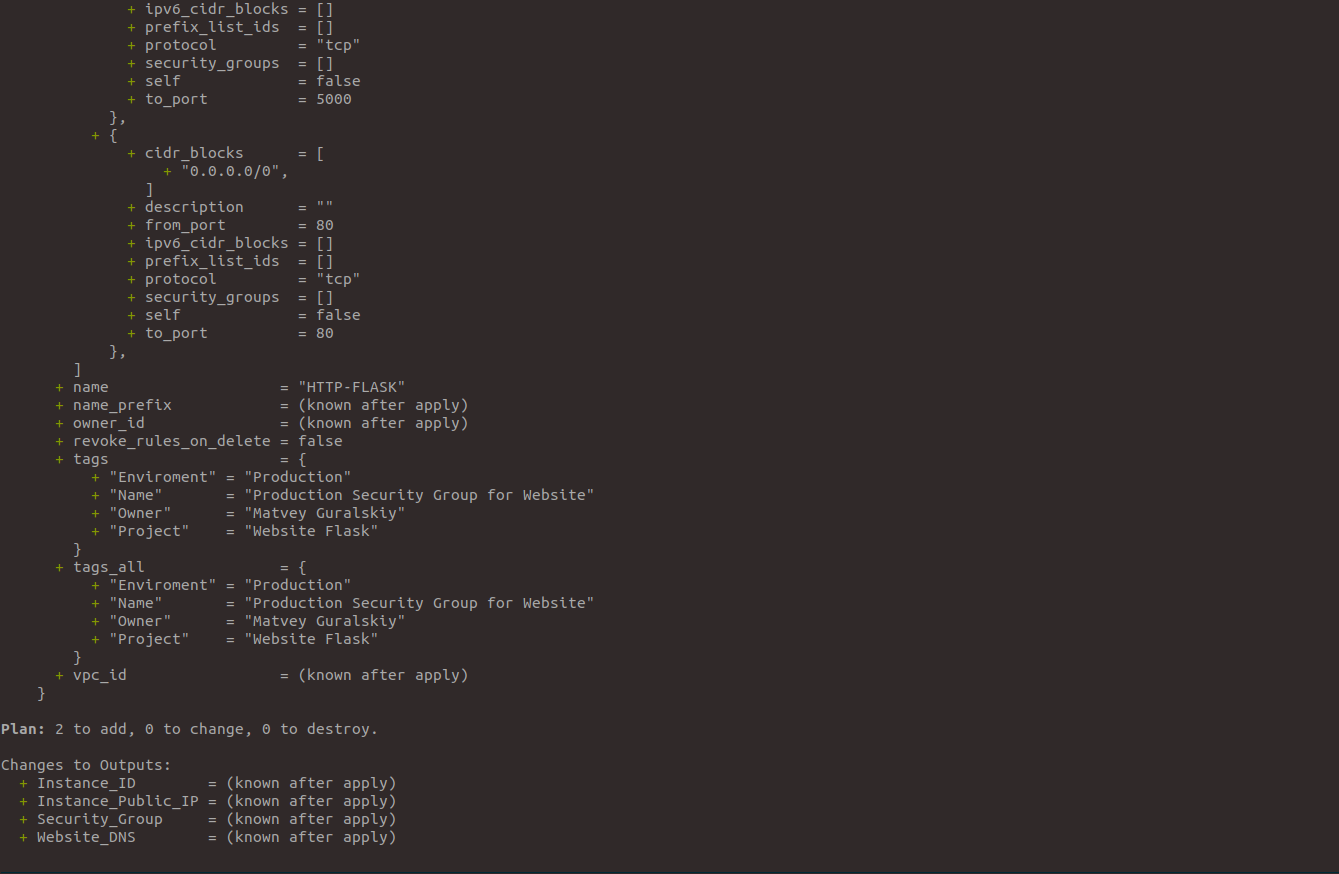 + ipv6_cidr_blocks = []
              + prefix_list_ids  = []
              + protocol         = "tcp"
              + security_groups  = []
              + self             = false
              + to_port          = 5000
            },
          + {
              + cidr_blocks      = [
                  + "0.0.0.0/0",
                ]
              + description      = ""
              + from_port        = 80
              + ipv6_cidr_blocks = []
              + prefix_list_ids  = []
              + protocol         = "tcp"
              + security_groups  = []
              + self             = false
              + to_port          = 80
            },
        ]
      + name                   = "HTTP-FLASK"
      + name_prefix            = (known after apply)
      + owner_id               = (known after apply)
      + revoke_rules_on_delete = false
      + tags                   = {
          + "Enviroment" = "Production"
          + "Name"       = "Production Security Group for Website"
          + "Owner"      = "Matvey Guralskiy"
          + "Project"    = "Website Flask"
        }
      + tags_all               = {
          + "Enviroment" = "Production"
          + "Name"       = "Production Security Group for Website"
          + "Owner"      = "Matvey Guralskiy"
          + "Project"    = "Website Flask"
        }
      + vpc_id                 = (known after apply)
    }
Plan: 2 to add, 0 to change, 0 to destroy.
Changes to Outputs:
  + Instance_ID        = (known after apply)
  + Instance_Public_IP = (known after apply)
  + Security_Group     = (known after apply)
  + Website_DNS        = (known after apply)